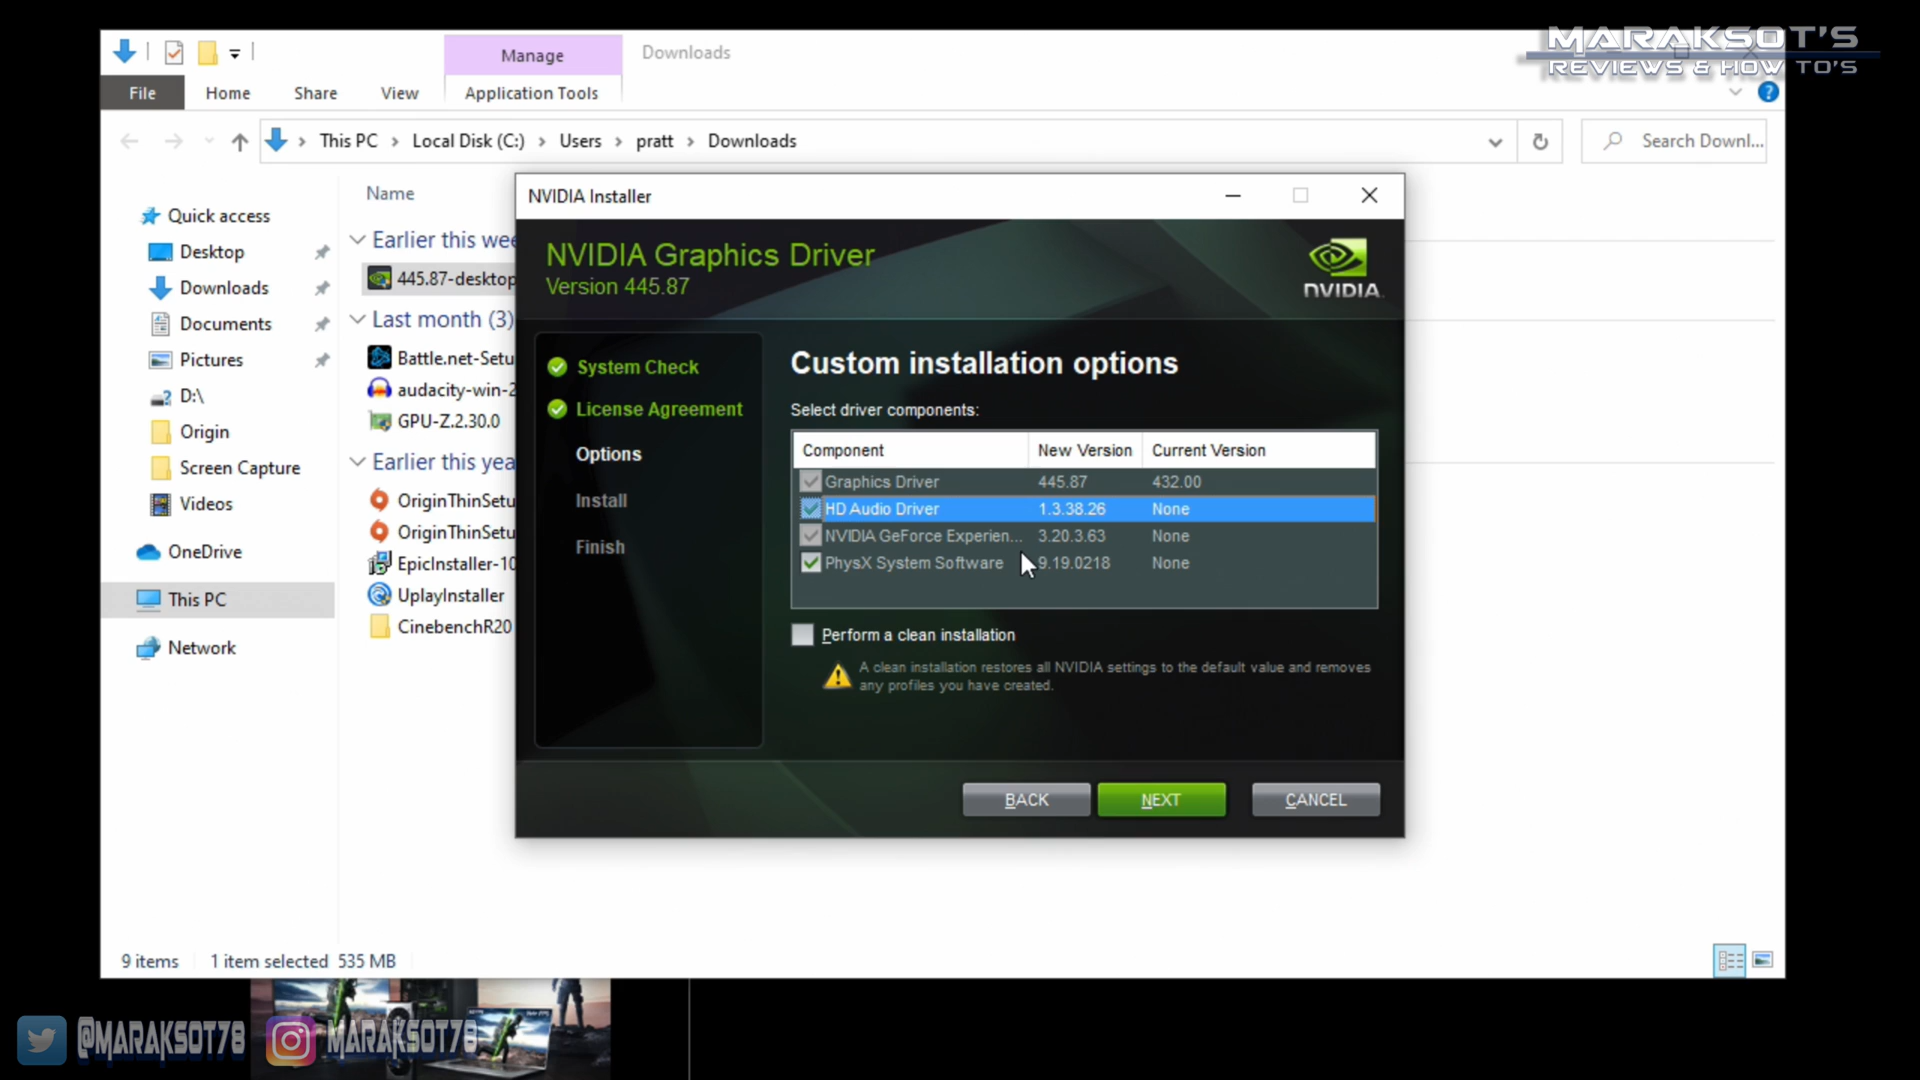 Manage
Downloads
MARAKSOT'S
REVIEWS & HOW TO'S
File
Home
Share
View
Application Tools
This PC
Local Disk (C:)
Users
pratt
Downloads
Search Downl...
Name
Quick access
Desktop
Downloads
Documents
Pictures
D:\
Origin
Screen Capture
Videos
OneDrive
This PC
Network
Earlier this wee
445.87-desktop
Last month (3)
Battle.net-Setu
audacity-win-2
GPU-Z.2.30.0
Earlier this yea
OriginThinSetu
OriginThinSetu
EpicInstaller-10
UplayInstaller
CinebenchR20
NVIDIA Installer
NVIDIA Graphics Driver
Version 445.87
NVIDIA.
System Check
License Agreement
Options
Install
Finish
Custom installation options
Select driver components:
Component New Version Current Version
Graphics Driver 445.87 432.00
HD Audio Driver 1.3.38.26 None
NVIDIA GeForce Experien... 3.20.3.63 None
PhysX System Software 9.19.0218 None
Perform a clean installation
A clean installation restores all NVIDIA settings to the default value and removes
any profiles you have created.
BACK
NEXT
CANCEL
9 items
1 item selected 535 MB
@MARAKSOT78
MARAKSOT78